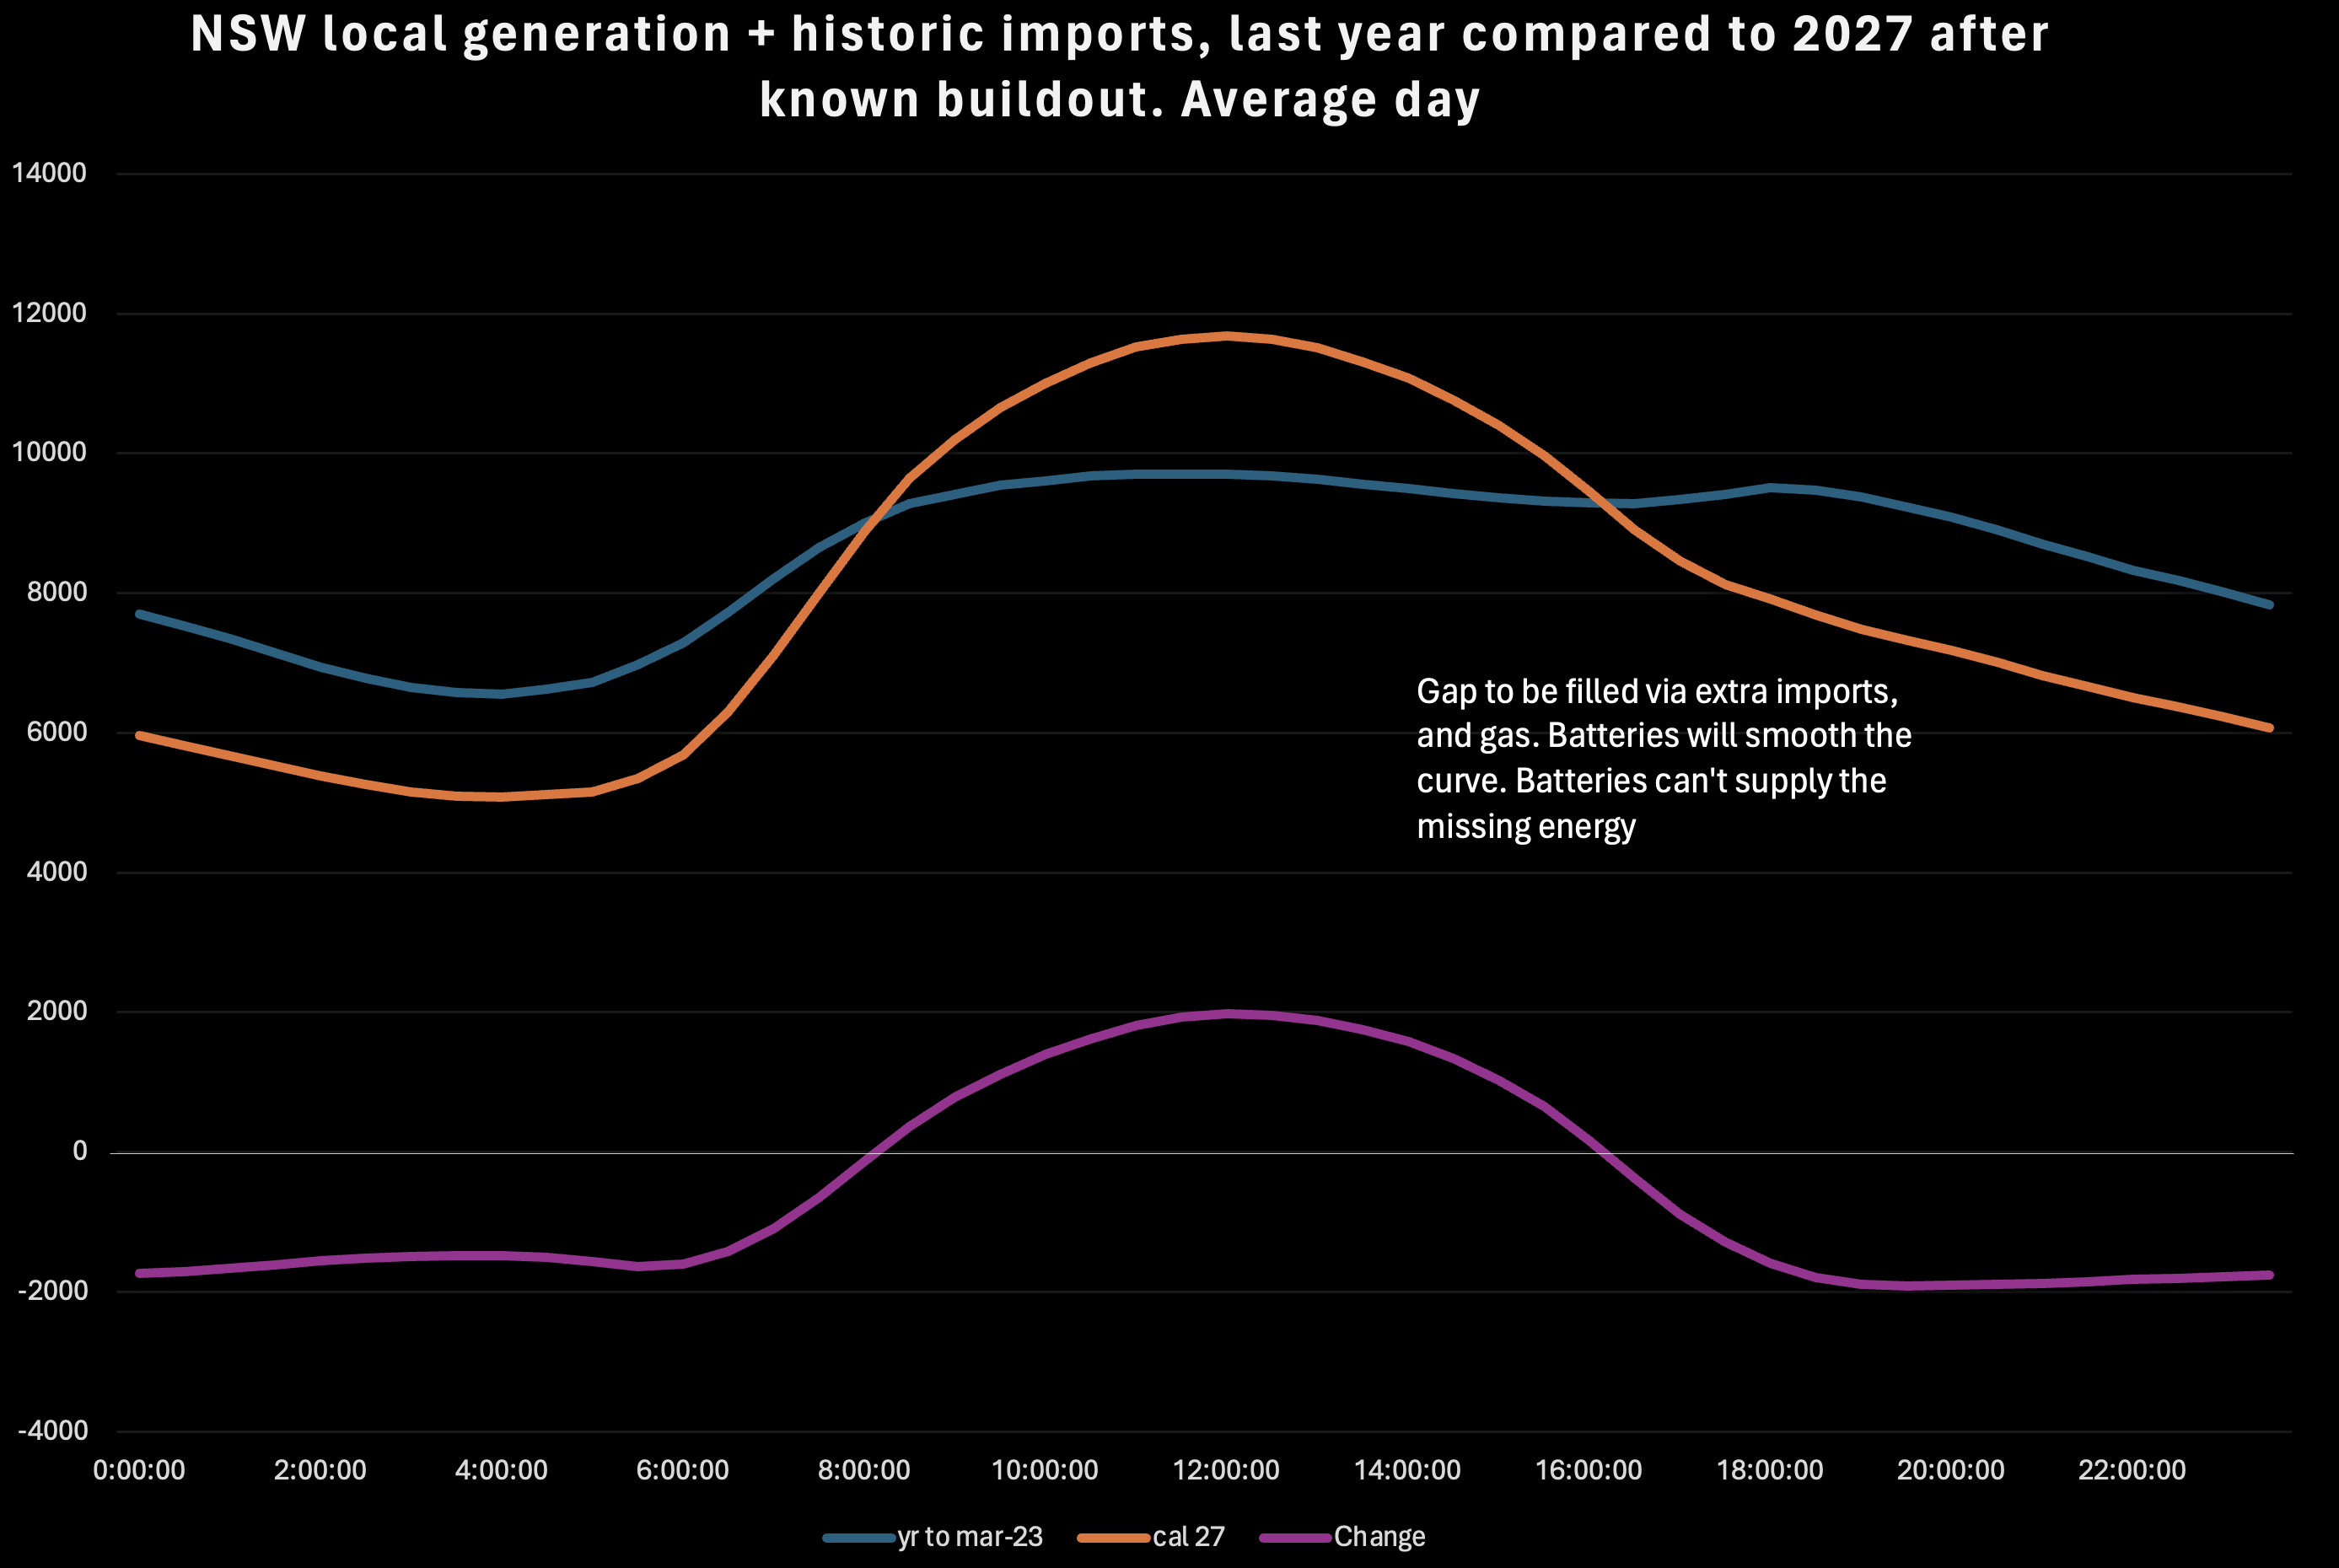 NSW local generation + historic imports, last year compared to 2027 after
known buildout. Average day
14000
12000
10000
8000
6000
4000
2000
0
-2000
-4000
Gap to be filled via extra imports,
and gas. Batteries will smooth the
curve. Batteries can't supply the
missing energy
0:00:00 2:00:00 4:00:00 6:00:00 8:00:00 10:00:00 12:00:00 14:00:00 16:00:00 18:00:00 20:00:00 22:00:00
yr to mar-23 cal 27 Change